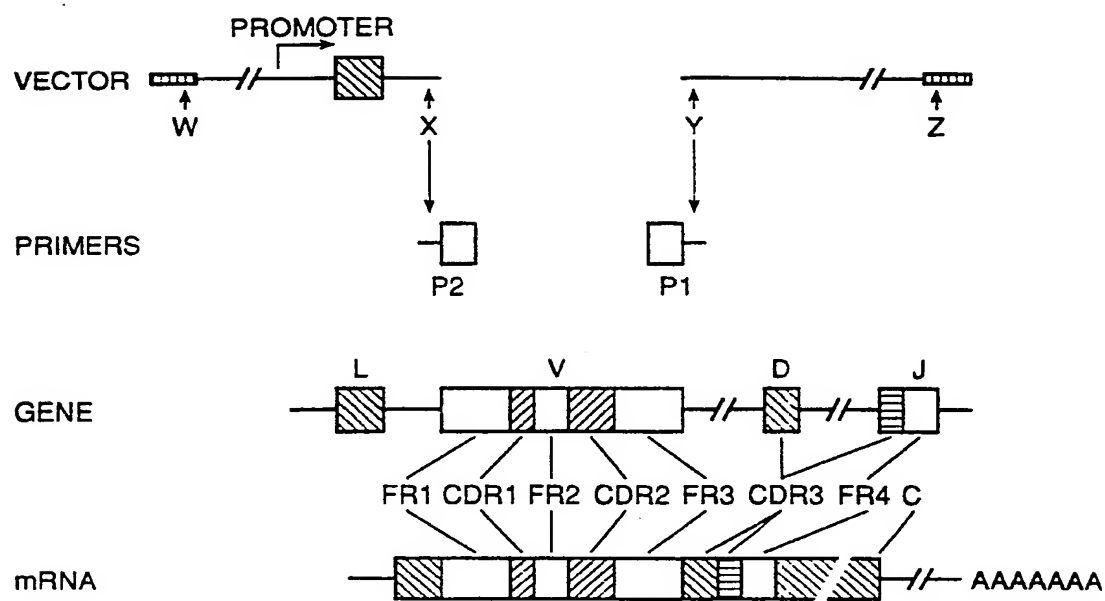 PROMOTER
VECTOR
W X Y Z
PRIMERS
P2 P1
L V D J
GENE
FR1 CDR1 FR2 CDR2 FR3 CDR3 FR4 C
mRNA AAAAAAA